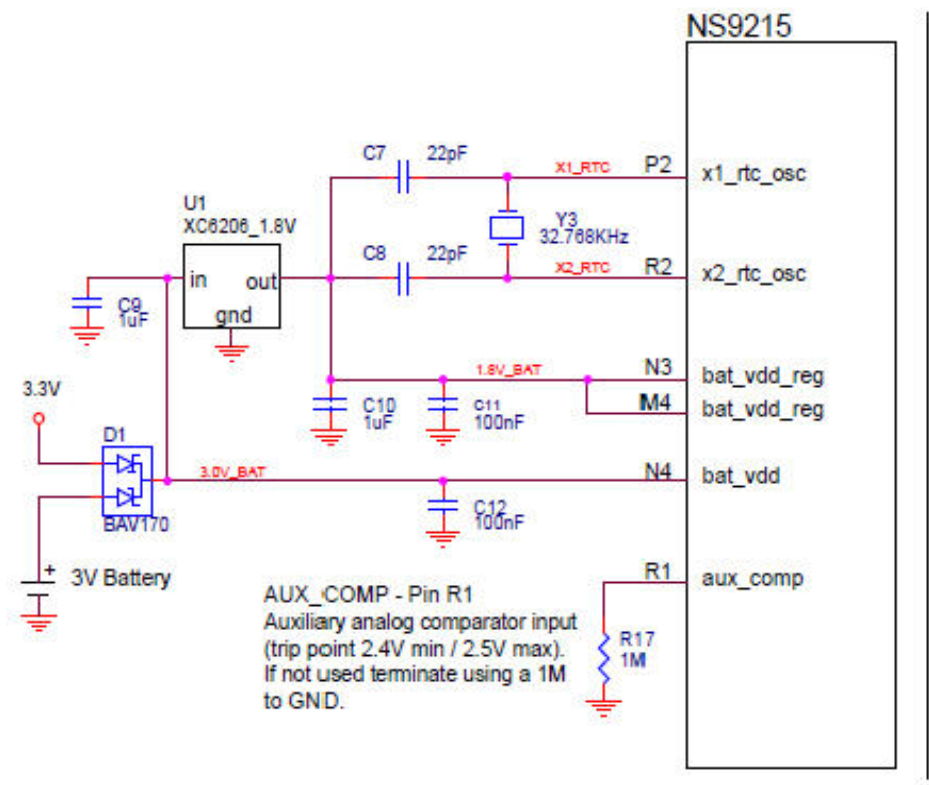 NS9215
C7 22pF
X1_RTC P2 x1_rtc_osc
U1
XC6206_1.8V
Y3
32.768KHz
C8 22pF
X2_RTC R2 x2_rtc_osc
in out
gnd
C9
1uF
1.8V_BAT N3 bat_vdd_reg
M4 bat_vdd_reg
3.3V
C10
1uF
C11
100nF
D1
3.0V_BAT N4 bat_vdd
BAV170
C12
100nF
+ 3V Battery
R1 aux_comp
AUX_COMP - Pin R1
Auxiliary analog comparator input
(trip point 2.4V min / 2.5V max).
If not used terminate using a 1M
to GND.
R17
1M